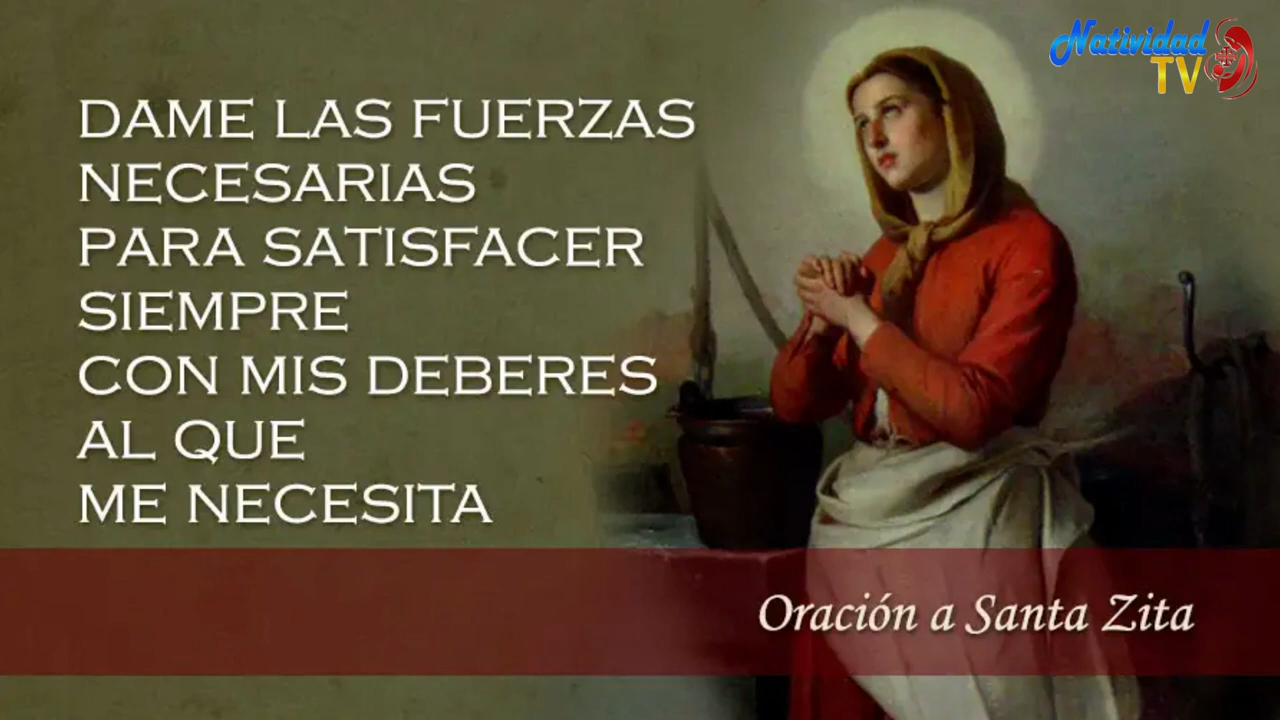 Natividad
TV
DAME LAS FUERZAS
NECESARIAS
PARA SATISFACER
SIEMPRE
CON MIS DEBERES
AL QUE
ME NECESITA
Oración a Santa Zita